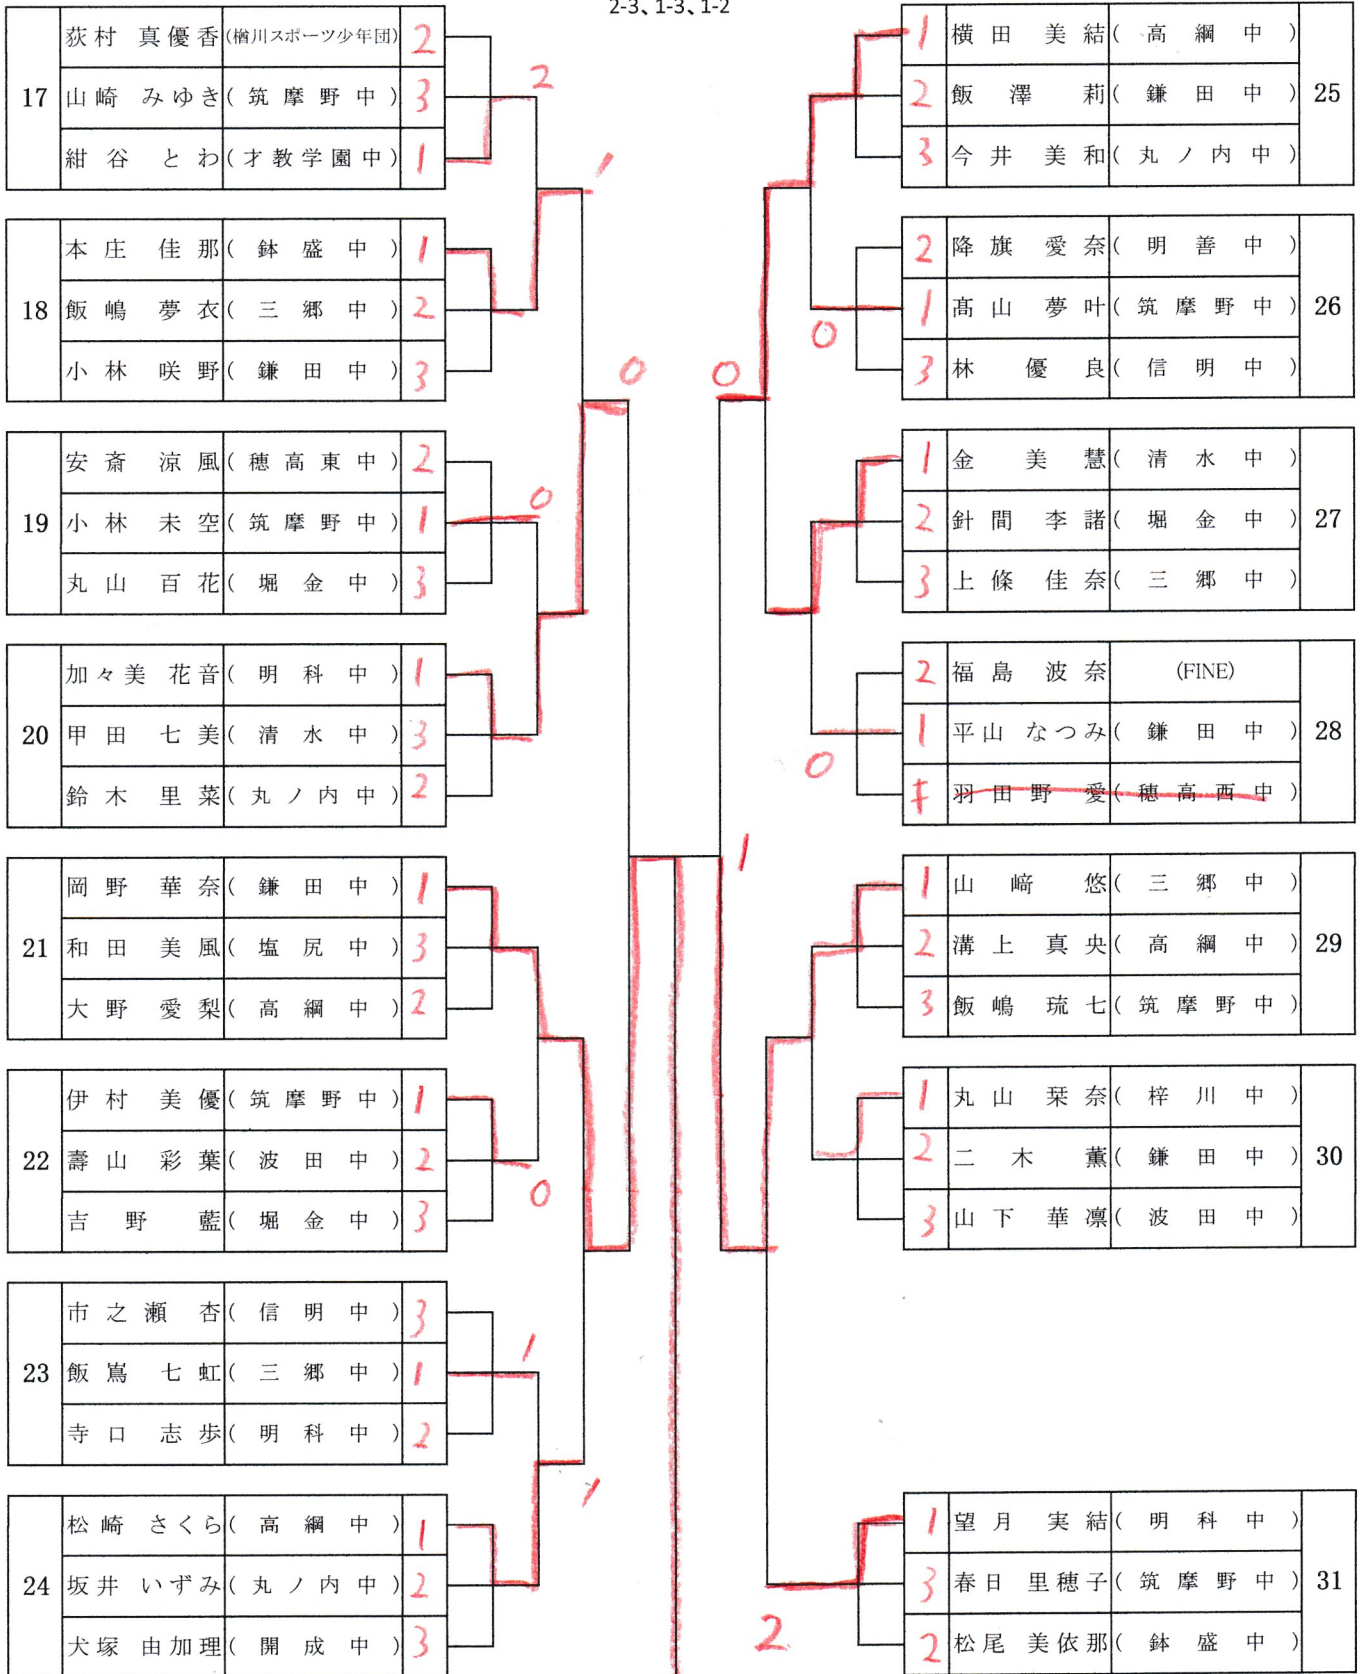 2-3、1-3、1-2
17
荻村 真優香 (楢川スポーツ少年団) 2
山崎 みゆき ( 筑摩野中 ) 3
紺谷 とわ ( 才教学園中 ) 1
2
1
18
本庄 佳那 ( 鉢盛中 ) 1
飯嶋 夢衣 ( 三郷中 ) 2
小林 咲野 ( 鎌田中 ) 3
0
19
安斎 涼風 ( 穂高東中 ) 2
小林 未空 ( 筑摩野中 ) 1
丸山 百花 ( 堀金中 ) 3
0
20
加々美 花音 ( 明科中 ) 1
甲田 七美 ( 清水中 ) 3
鈴木 里菜 ( 丸ノ内中 ) 2
21
岡野 華奈 ( 鎌田中 ) 1
和田 美風 ( 塩尻中 ) 3
大野 愛梨 ( 高綱中 ) 2
22
伊村 美優 ( 筑摩野中 ) 1
壽山 彩葉 ( 波田中 ) 2
吉野 藍 ( 堀金中 ) 3
0
23
市之瀬 杏 ( 信明中 ) 3
飯嶌 七虹 ( 三郷中 ) 1
寺口 志歩 ( 明科中 ) 2
1
1
24
松崎 さくら ( 高綱中 ) 1
坂井 いずみ ( 丸ノ内中 ) 2
犬塚 由加理 ( 開成中 ) 3
1 横田 美結 ( 高綱中 )
2 飯澤 莉 ( 鎌田中 )
3 今井 美和 ( 丸ノ内中 )
25
2 降旗 愛奈 ( 明善中 )
1 髙山 夢叶 ( 筑摩野中 )
3 林 優良 ( 信明中 )
26
0
0
1 金 美慧 ( 清水中 )
2 針間 李諸 ( 堀金中 )
3 上條 佳奈 ( 三郷中 )
27
2 福島 波奈 (FINE)
1 平山 なつみ ( 鎌田中 )
キ 羽田野 愛 ( 穂高西中 )
28
0
1
1 山﨑 悠 ( 三郷中 )
2 溝上 真央 ( 高綱中 )
3 飯嶋 琉七 ( 筑摩野中 )
29
1 丸山 栞奈 ( 梓川中 )
2 二木 薫 ( 鎌田中 )
3 山下 華凛 ( 波田中 )
30
1 望月 実結 ( 明科中 )
3 春日 里穂子 ( 筑摩野中 )
2 松尾 美依那 ( 鉢盛中 )
31
2